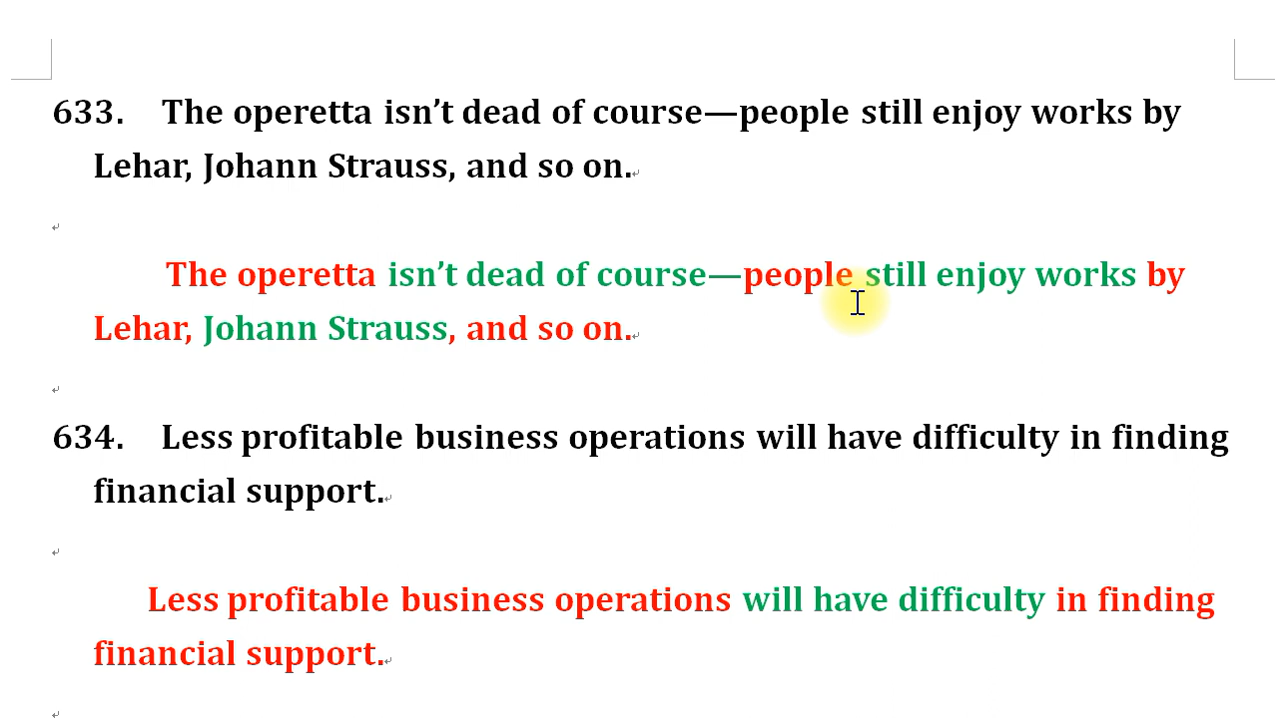 633. The operetta isn’t dead of course—people still enjoy works by
Lehar, Johann Strauss, and so on.
The operetta isn’t dead of course—people still enjoy works by
Lehar, Johann Strauss, and so on.
634. Less profitable business operations will have difficulty in finding
financial support.
Less profitable business operations will have difficulty in finding
financial support.